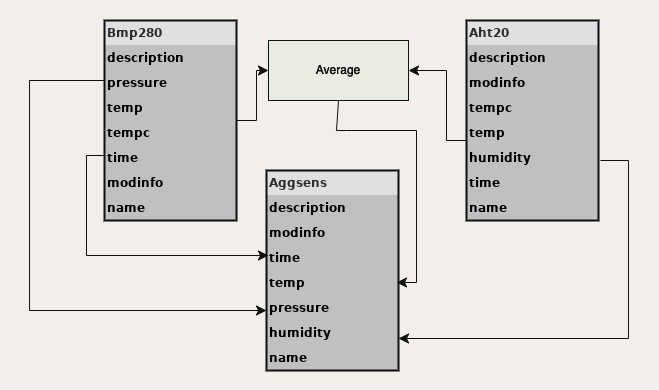 Bmp280
description
pressure
temp
tempc
time
modinfo
name
Average
Aht20
description
modinfo
tempc
temp
humidity
time
name
Aggsens
description
modinfo
time
temp
pressure
humidity
name